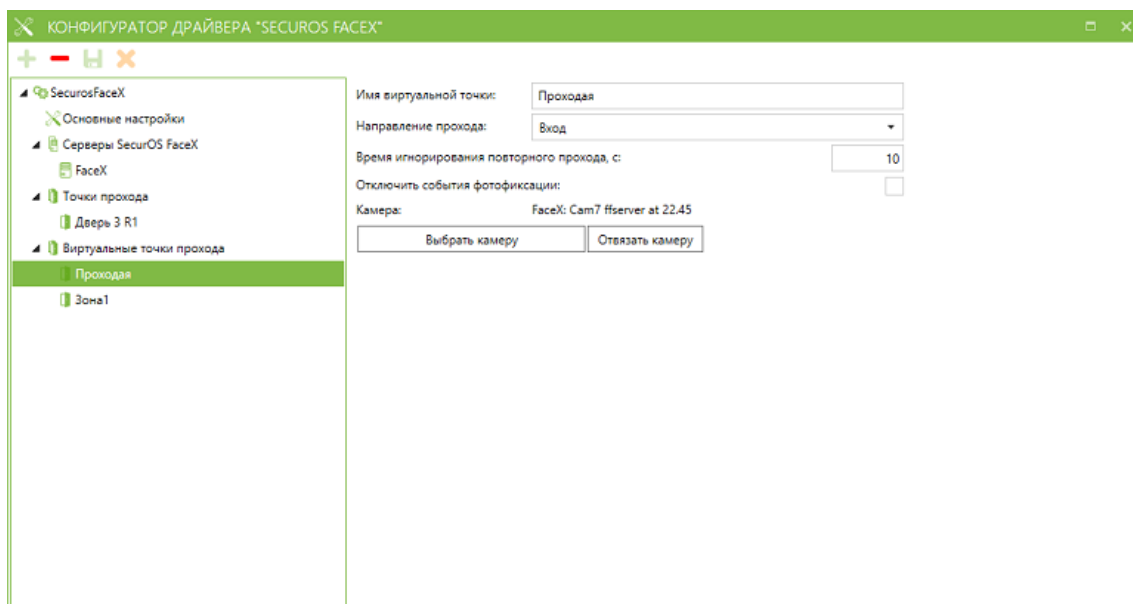 КОНФИГУРАТОР ДРАЙВЕРА "SECUROS FACEX"
SecurosFaceX
Основные настройки
Серверы SecurOS FaceX
FaceX
Точки прохода
Дверь 3 R1
Виртуальные точки прохода
Проходая
Зона1
Имя виртуальной точки: Проходая
Направление прохода: Вход
Время игнорирования повторного прохода, с: 10
Отключить события фотофиксации:
Камера: FaceX: Cam7 ffserver at 22.45
Выбрать камеру Отвязать камеру